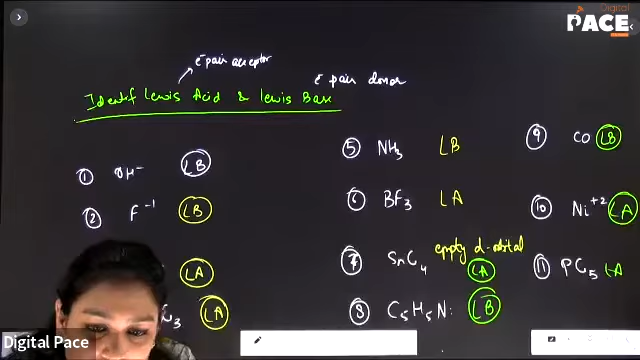 Digital
PACE
e⁻ pair acceptor
e⁻ pair donor
Identif Lewis Acid & Lewis Base
① OH⁻ LB
② F⁻¹ LB
LA
3 LA
⑤ NH₃ LB
⑥ BF₃ LA
empty d-orbital
⑦ SnCl₄ LA
⑧ C₅H₅N: LB
⑨ CO LB
⑩ Ni⁺² LA
⑪ PCl₅ LA
Digital Pace